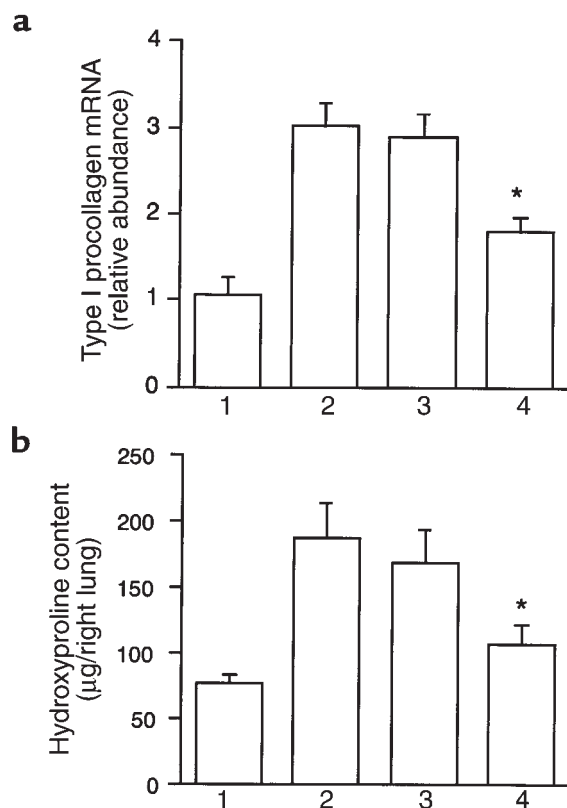 a
Type I procollagen mRNA
(relative abundance)
4
3
2
1
0
*
1 2 3 4
b
Hydroxyproline content
(µg/right lung)
250
200
150
100
50
0
*
1 2 3 4